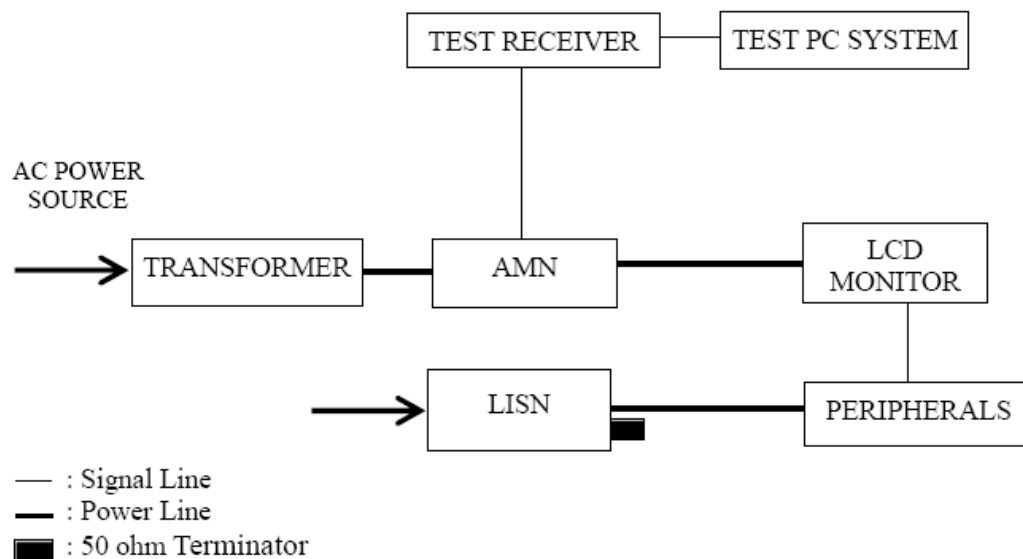 TEST RECEIVER
TEST PC SYSTEM
AC POWER
SOURCE
TRANSFORMER
AMN
LCD
MONITOR
LISN
PERIPHERALS
: Signal Line
: Power Line
: 50 ohm Terminator